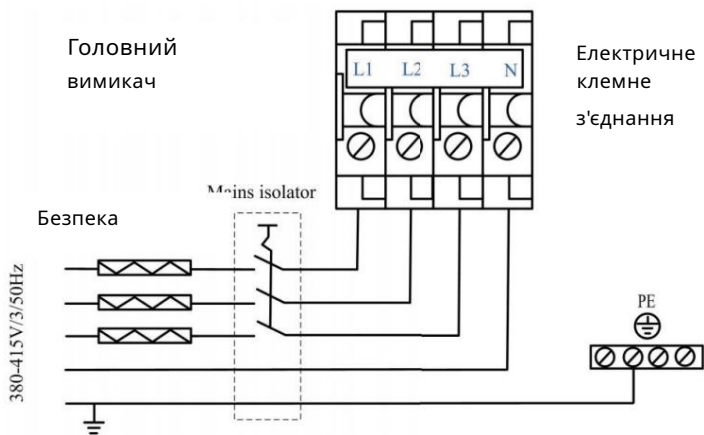 Головний
вимикач
L1 L2 L3 N
Електричне
клемне
з'єднання
Mains isolator
Безпека
380-415V/3/50Hz
PE